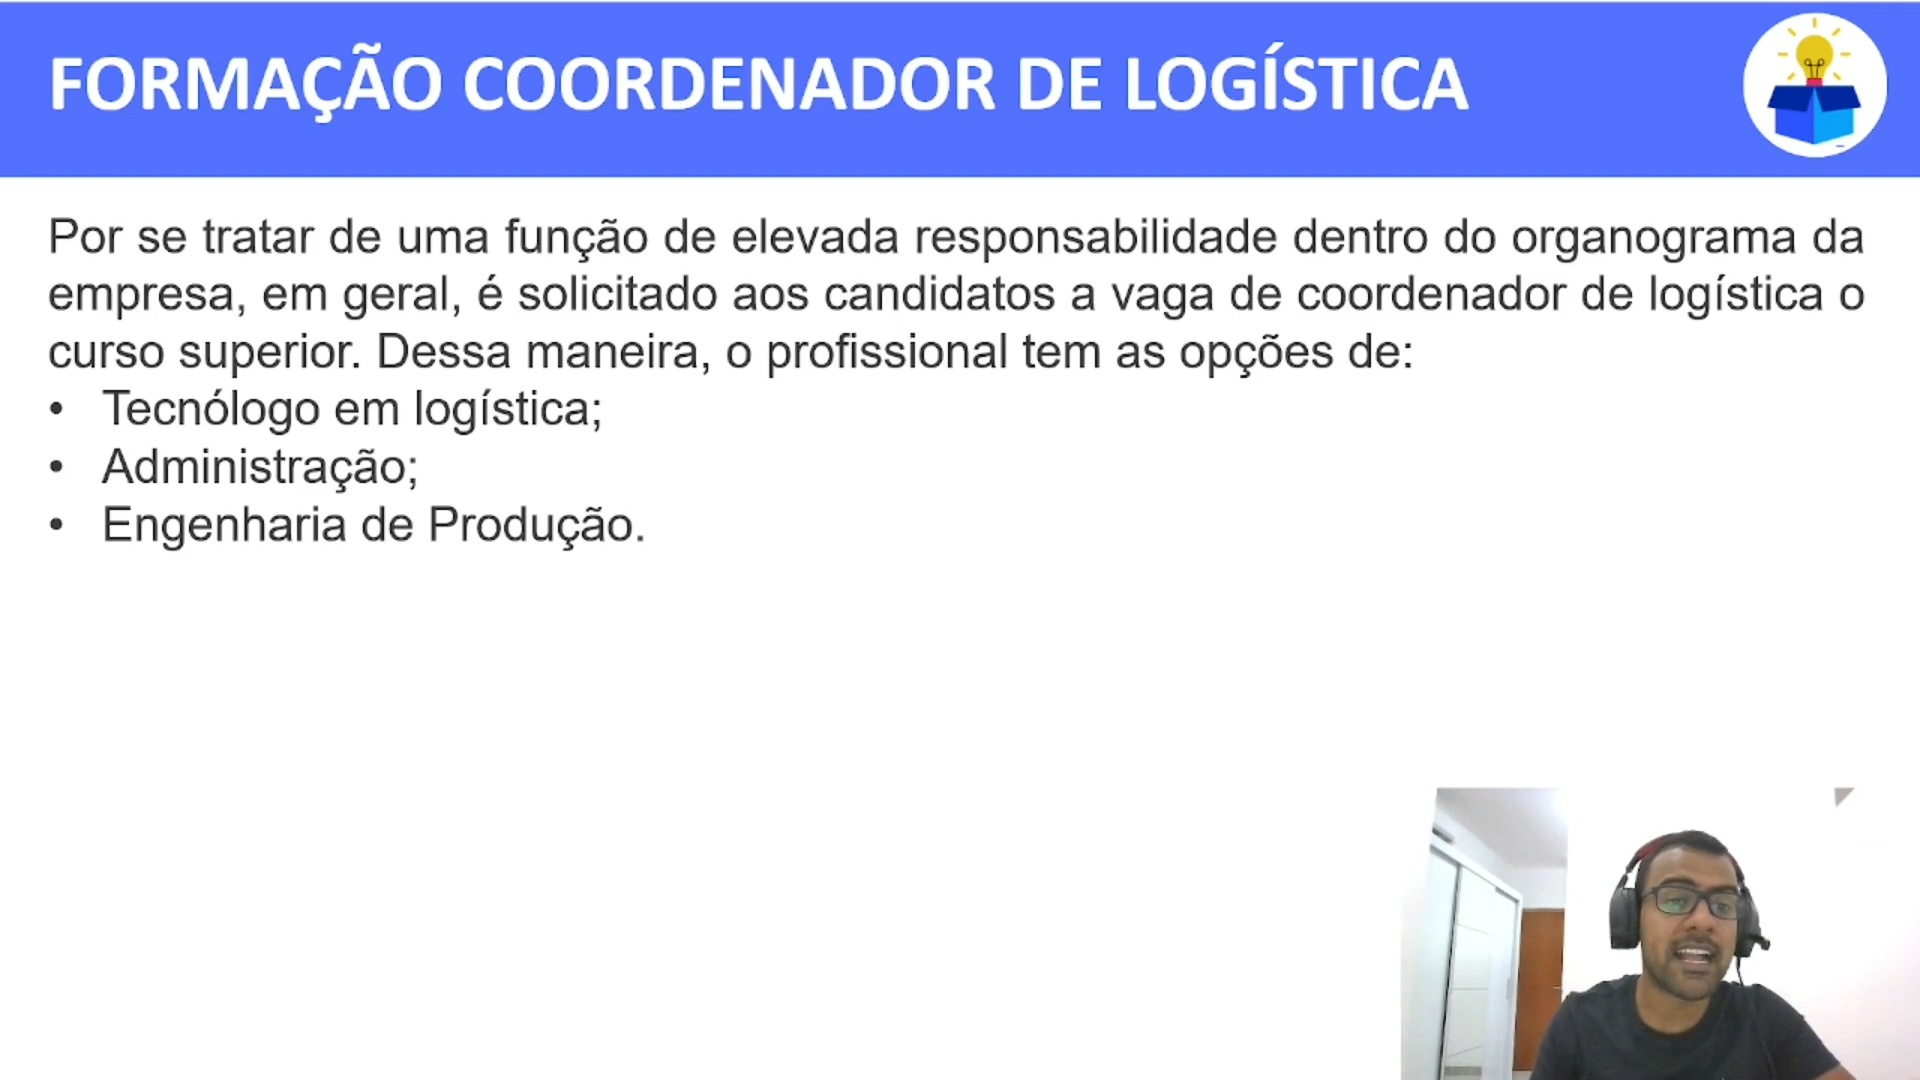 FORMAÇÃO COORDENADOR DE LOGÍSTICA
Por se tratar de uma função de elevada responsabilidade dentro do organograma da
empresa, em geral, é solicitado aos candidatos a vaga de coordenador de logística o
curso superior. Dessa maneira, o profissional tem as opções de:
• Tecnólogo em logística;
• Administração;
• Engenharia de Produção.